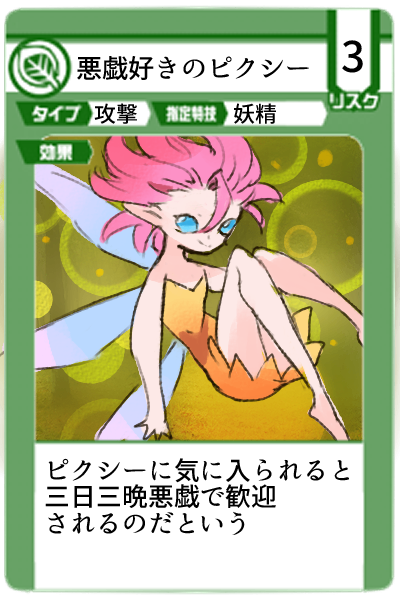 悪戯好きのピクシー
3
リスク
タイプ 攻撃 指定特技 妖精
効果
ピクシーに気に入られると
三日三晩悪戯で歓迎
されるのだという